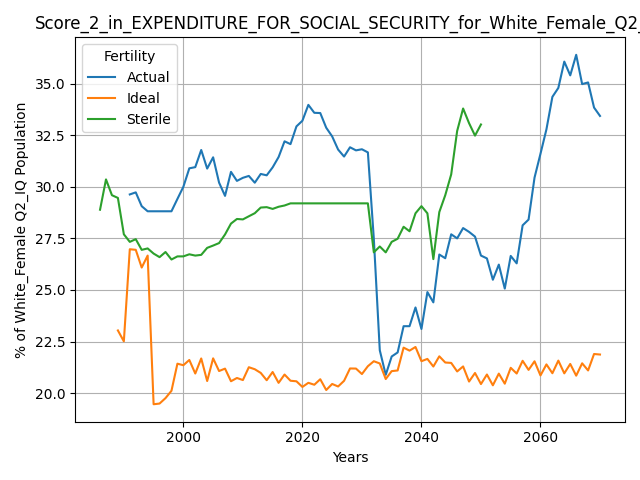 Score_2_in_EXPENDITURE_FOR_SOCIAL_SECURITY_for_White_Female_Q2_
Fertility
Actual
Ideal
Sterile
% of White_Female Q2_IQ Population
35.0
32.5
30.0
27.5
25.0
22.5
20.0
2000
2020
2040
2060
Years